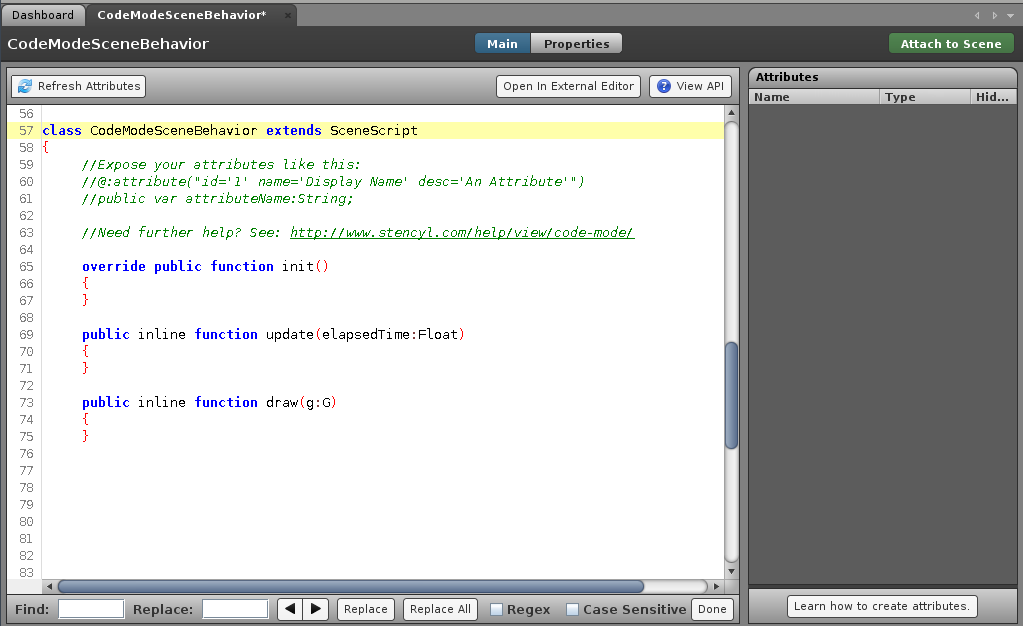 Dashboard CodeModeSceneBehavior*
CodeModeSceneBehavior Main Properties Attach to Scene
Refresh Attributes Open In External Editor View API
Attributes
Name Type Hid...
56
57 class CodeModeSceneBehavior extends SceneScript
58 {
59 //Expose your attributes like this:
60 //@:attribute("id='1' name='Display Name' desc='An Attribute'")
61 //public var attributeName:String;
62
63 //Need further help? See: http://www.stencyl.com/help/view/code-mode/
64
65 override public function init()
66 {
67 }
68
69 public inline function update(elapsedTime:Float)
70 {
71 }
72
73 public inline function draw(g:G)
74 {
75 }
76
77
78
79
80
81
82
83
Find: Replace: Replace Replace All Regex Case Sensitive Done
Learn how to create attributes.